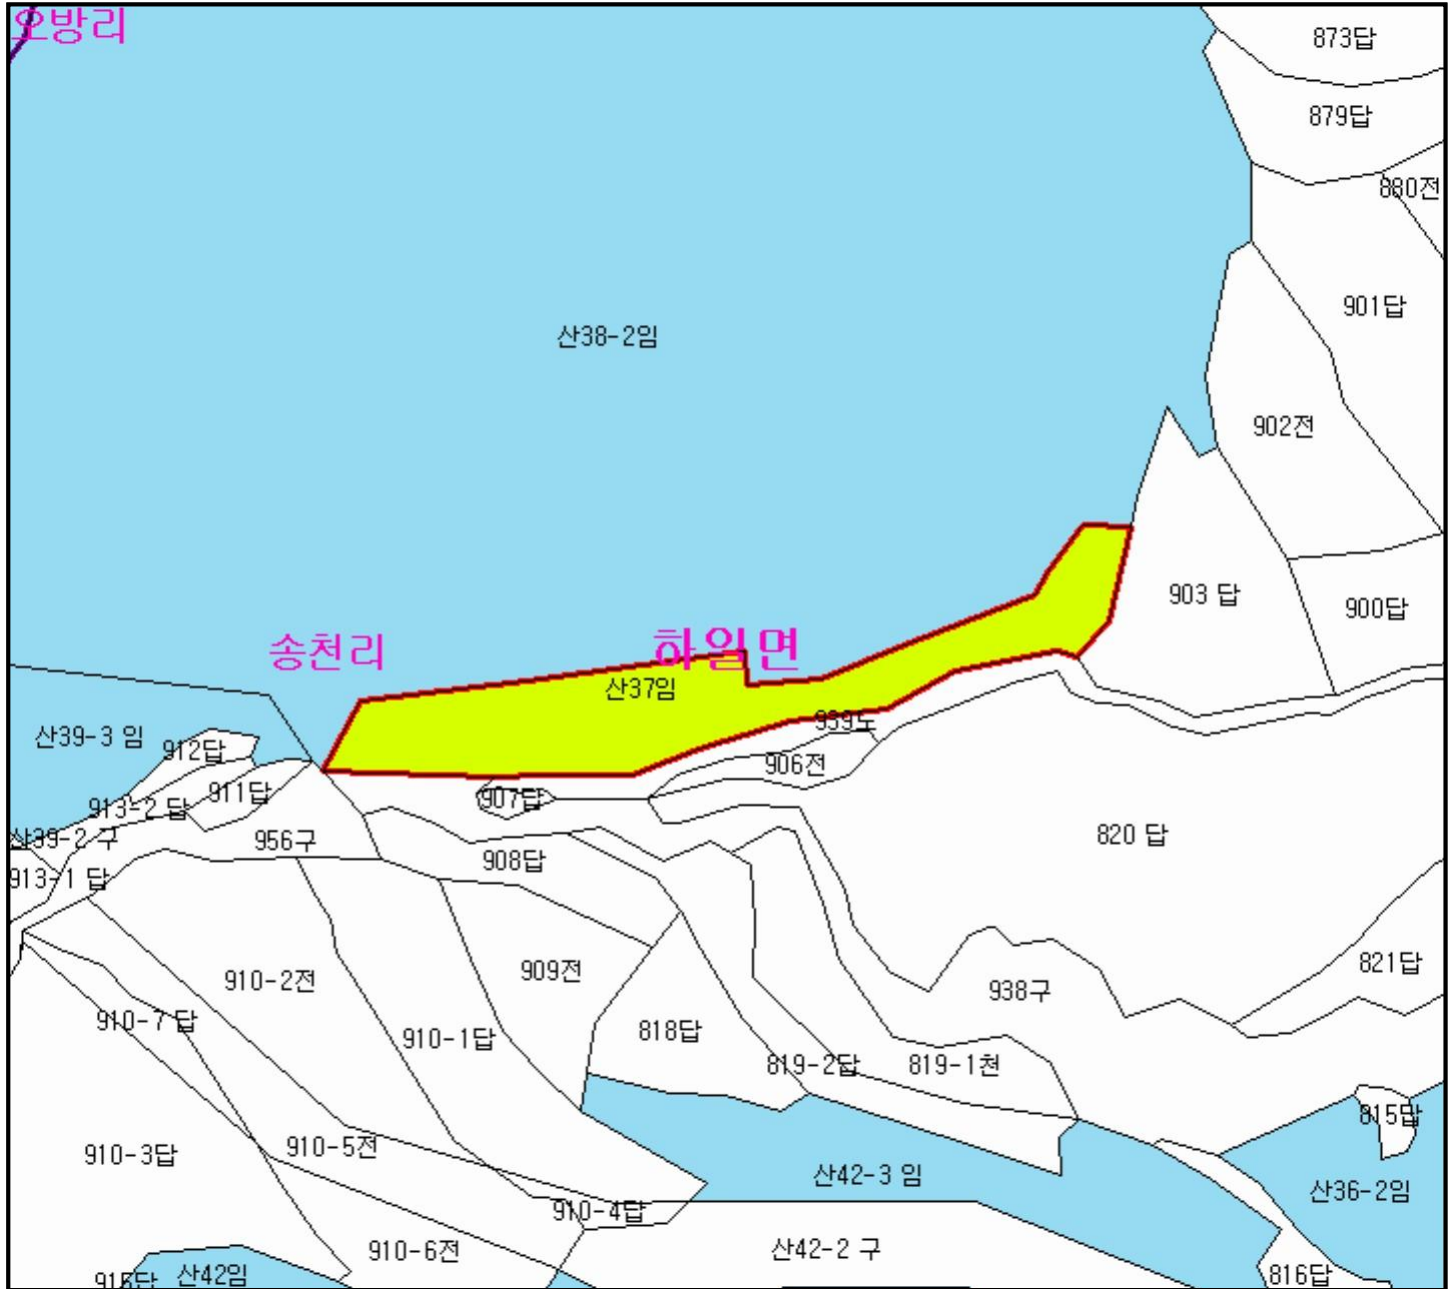 오방리
873답
879답
880전
901답
산38-2임
902전
903 답
900답
송천리
하일면
산37임
939도
산39-3 임
912답
906전
911답
907답
913-2 답
산39-2 구
956구
820 답
908답
913-1 답
821답
909전
910-2전
938구
910-7 답
818답
910-1답
819-2답
819-1천
815답
910-5전
910-3답
산42-3 임
산36-2임
910-4답
910-6전
산42-2 구
산42임
816답